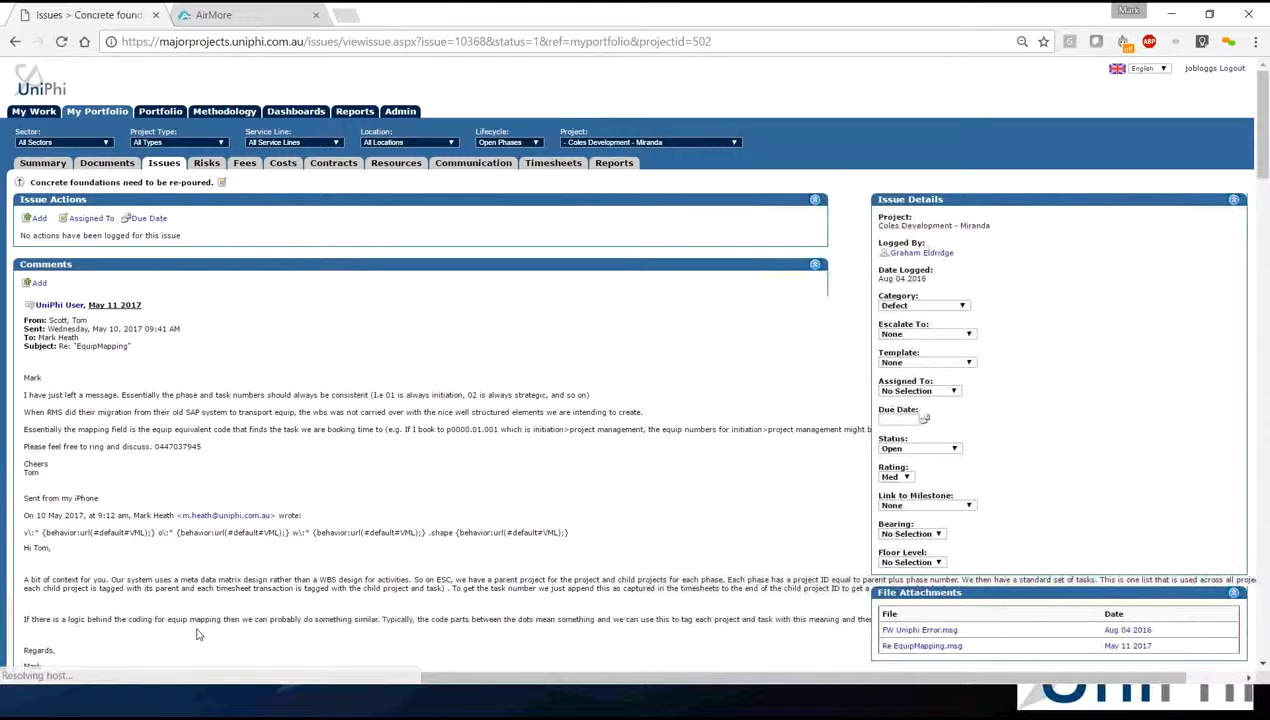 Issues > Concrete found
AirMore
Mark
https://majorprojects.uniphi.com.au/issues/viewissue.aspx?issue=10368&status=1&ref=myportfolio&projectid=502
ABP
off
UniPhi
English
jobloggs Logout
My Work My Portfolio Portfolio Methodology Dashboards Reports Admin
Sector: Project Type: Service Line: Location: Lifecycle: Project:
All Sectors All Types All Service Lines All Locations Open Phases - Coles Development - Miranda
Summary Documents Issues Risks Fees Costs Contracts Resources Communication Timesheets Reports
Concrete foundations need to be re-poured.
Issue Actions
Add Assigned To Due Date
No actions have been logged for this issue
Comments
Add
UniPhi User, May 11 2017
From: Scott, Tom
Sent: Wednesday, May 10, 2017 09:41 AM
To: Mark Heath
Subject: Re: "EquipMapping"
Mark
I have just left a message. Essentially the phase and task numbers should always be consistent (I.e 01 is always initiation, 02 is always strategic, and so on)
When RMS did their migration from their old SAP system to transport equip, the wbs was not carried over with the nice well structured elements we are intending to create.
Essentially the mapping field is the equip equivalent code that finds the task we are booking time to (e.g. If I book to p0000.01.001 which is initiation>project management, the equip numbers for initiation>project management might b
Please feel free to ring and discuss. 0447037945
Cheers
Tom
Sent from my iPhone
On 10 May 2017, at 9:12 am, Mark Heath <m.heath@uniphi.com.au> wrote:
v\:* {behavior:url(#default#VML);} o\:* {behavior:url(#default#VML);} w\:* {behavior:url(#default#VML);} .shape {behavior:url(#default#VML);}
Hi Tom,
A bit of context for you. Our system uses a meta data matrix design rather than a WBS design for activities. So on ESC, we have a parent project for the project and child projects for each phase. Each phase has a project ID equal to parent plus phase number. We then have a standard set of tasks. This is one list that is used across all proje
each child project is tagged with its parent and each timesheet transaction is tagged with the child project and task) . To get the task number we just append this as captured in the timesheets to the end of the child project ID to get a
If there is a logic behind the coding for equip mapping then we can probably do something similar. Typically, the code parts between the dots mean something and we can use this to tag each project and task with this meaning and then
Regards,
Mark
Issue Details
Project:
Coles Development - Miranda
Logged By:
Graham Eldridge
Date Logged:
Aug 04.2016
Category:
Defect
Escalate To:
None
Template:
None
Assigned To:
No Selection
Due Date:
Status:
Open
Rating:
Med
Link to Milestone:
None
Bearing:
No Selection
Floor Level:
No Selection
File Attachments
File Date
FW Uniphi Error.msg Aug 04 2016
Re EquipMapping.msg May 11 2017
Resolving host...